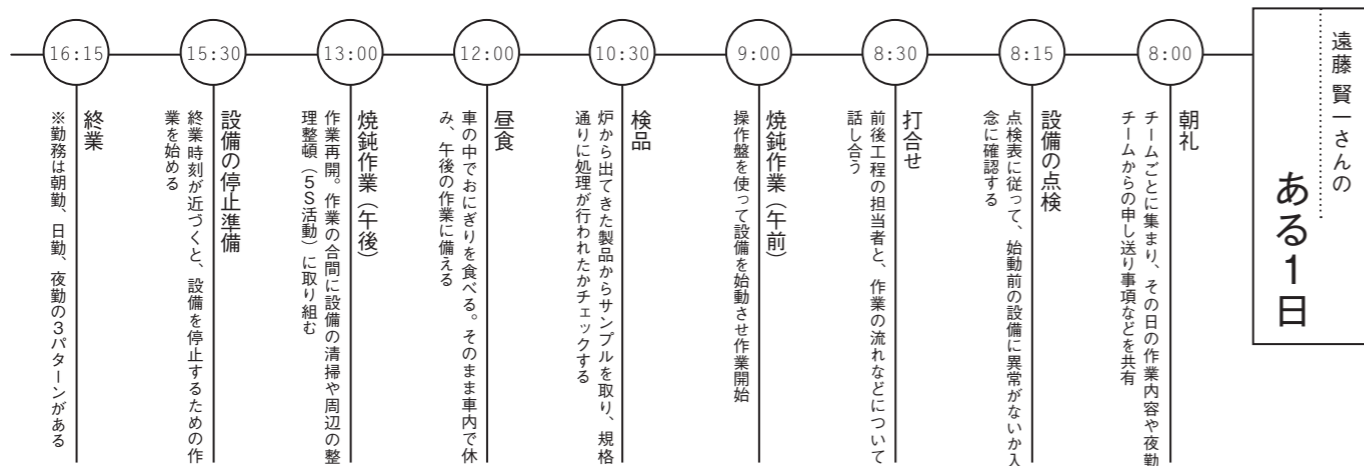 遠藤賢一さんの
ある1日
8:00
朝礼
チームごとに集まり、その日の作業内容や夜勤
チームからの申し送り事項などを共有
8:15
設備の点検
点検表に従って、始動前の設備に異常がないか入
念に確認する
8:30
打合せ
前後工程の担当者と、作業の流れなどについて
話し合う
9:00
焼鈍作業（午前）
操作盤を使って設備を始動させ作業開始
10:30
検品
炉から出てきた製品からサンプルを取り、規格
通りに処理が行われたかチェックする
12:00
昼食
車の中でおにぎりを食べる。そのまま車内で休
み、午後の作業に備える
13:00
焼鈍作業（午後）
作業再開。作業の合間に設備の清掃や周辺の整
理整頓（5S活動）に取り組む
15:30
設備の停止準備
終業時刻が近づくと、設備を停止するための作
業を始める
16:15
終業
※勤務は朝勤、日勤、夜勤の3パターンがある